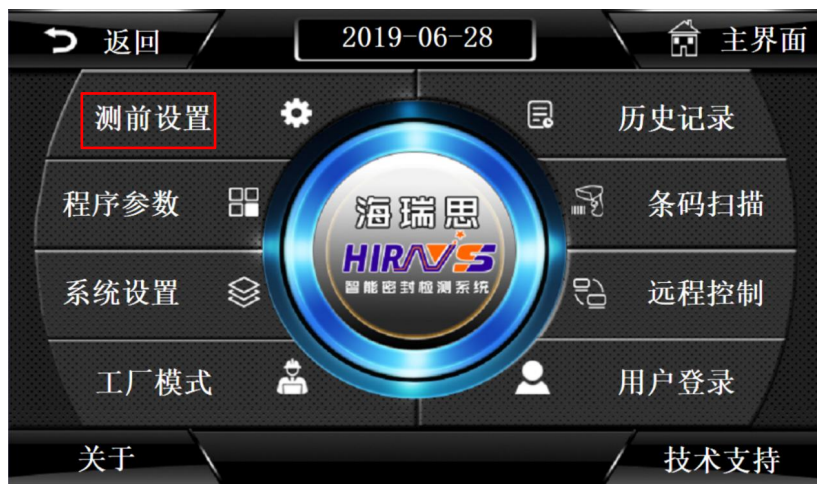 返回
2019-06-28
主界面
测前设置
历史记录
程序参数
条码扫描
海瑞思
HIRAYS
智能密封检测系统
系统设置
远程控制
工厂模式
用户登录
关于
技术支持